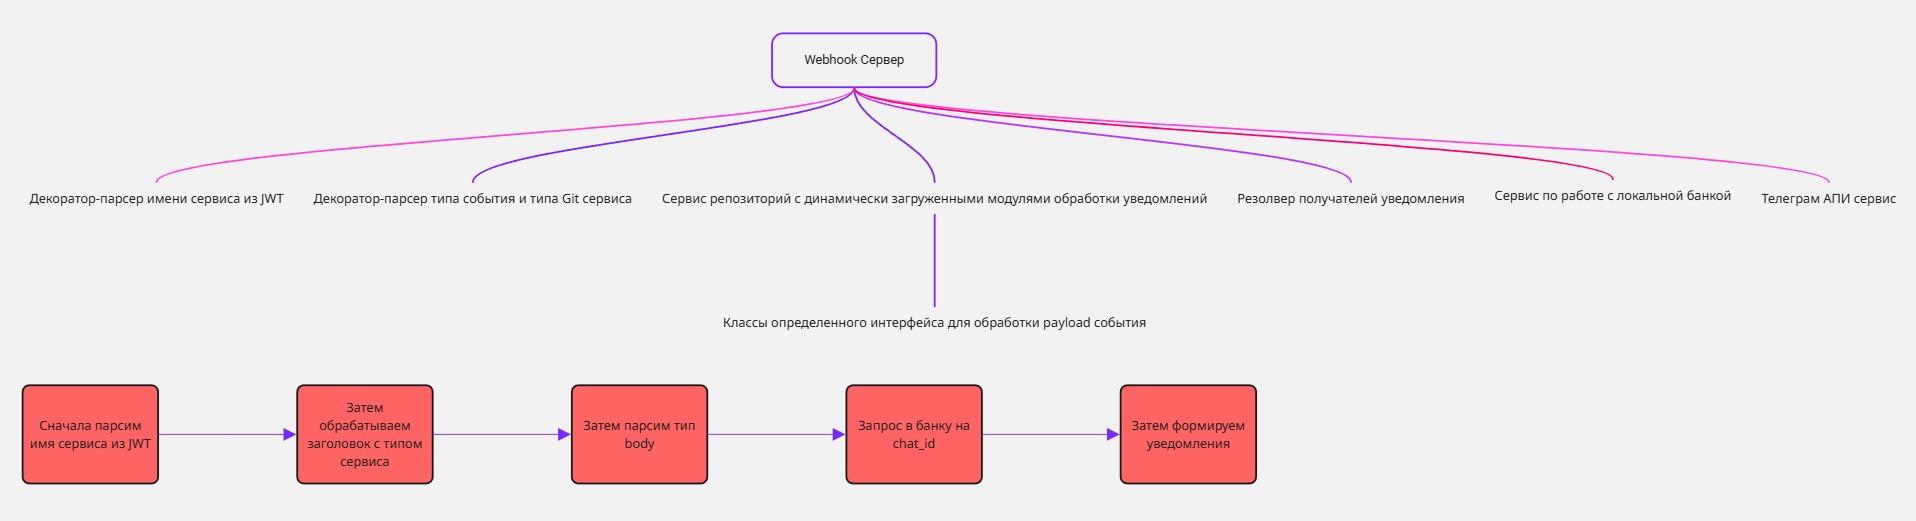 Webhook Сервер
Декоратор-парсер имени сервиса из JWT
Декоратор-парсер типа события и типа Git сервиса
Сервис репозиторий с динамически загруженными модулями обработки уведомлений
Резолвер получателей уведомления
Сервис по работе с локальной банкой
Телеграм АПИ сервис
Классы определенного интерфейса для обработки payload события
Сначала парсим
имя сервиса из JWT
Затем
обрабатываем
заголовок с типом
сервиса
Затем парсим тип
body
Запрос в банку на
chat_id
Затем формируем
уведомления